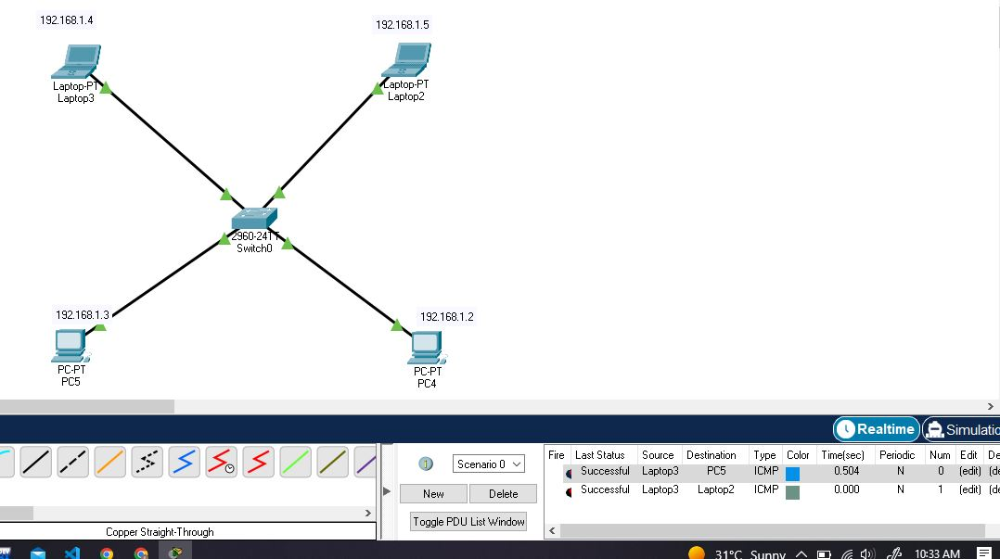 192.168.1.4
192.168.1.5
Laptop-PT
Laptop3
Laptop-PT
Laptop2
2960-24TT
Switch0
192.168.1.3
192.168.1.2
PC-PT
PC5
PC-PT
PC4
Realtime
Simulatio
Scenario 0
New
Delete
Toggle PDU List Window
Fire Last Status Source Destination Type Color Time(sec) Periodic Num Edit De
Successful Laptop3 PC5 ICMP 0.504 N 0 (edit) (de
Successful Laptop3 Laptop2 ICMP 0.000 N 1 (edit) (de
Copper Straight-Through
31°C Sunny
10:33 AM